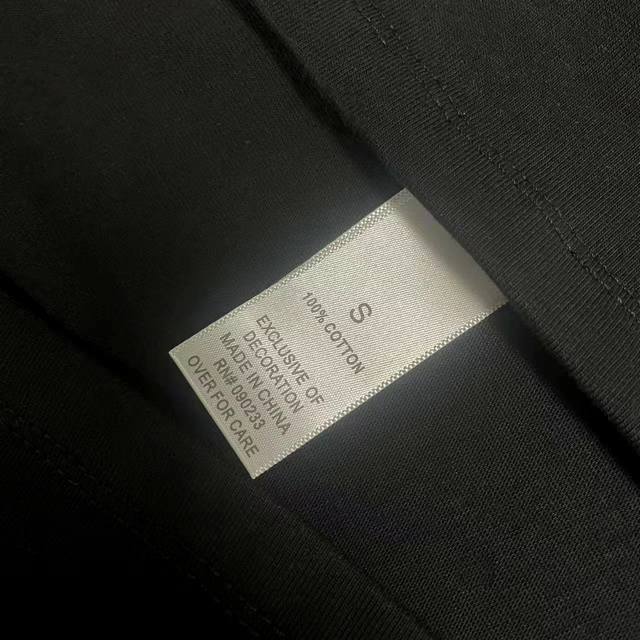 S
100% COTTON
EXCLUSIVE OF
DECORATION
MADE IN CHINA
RN# 090233
OVER FOR CARE